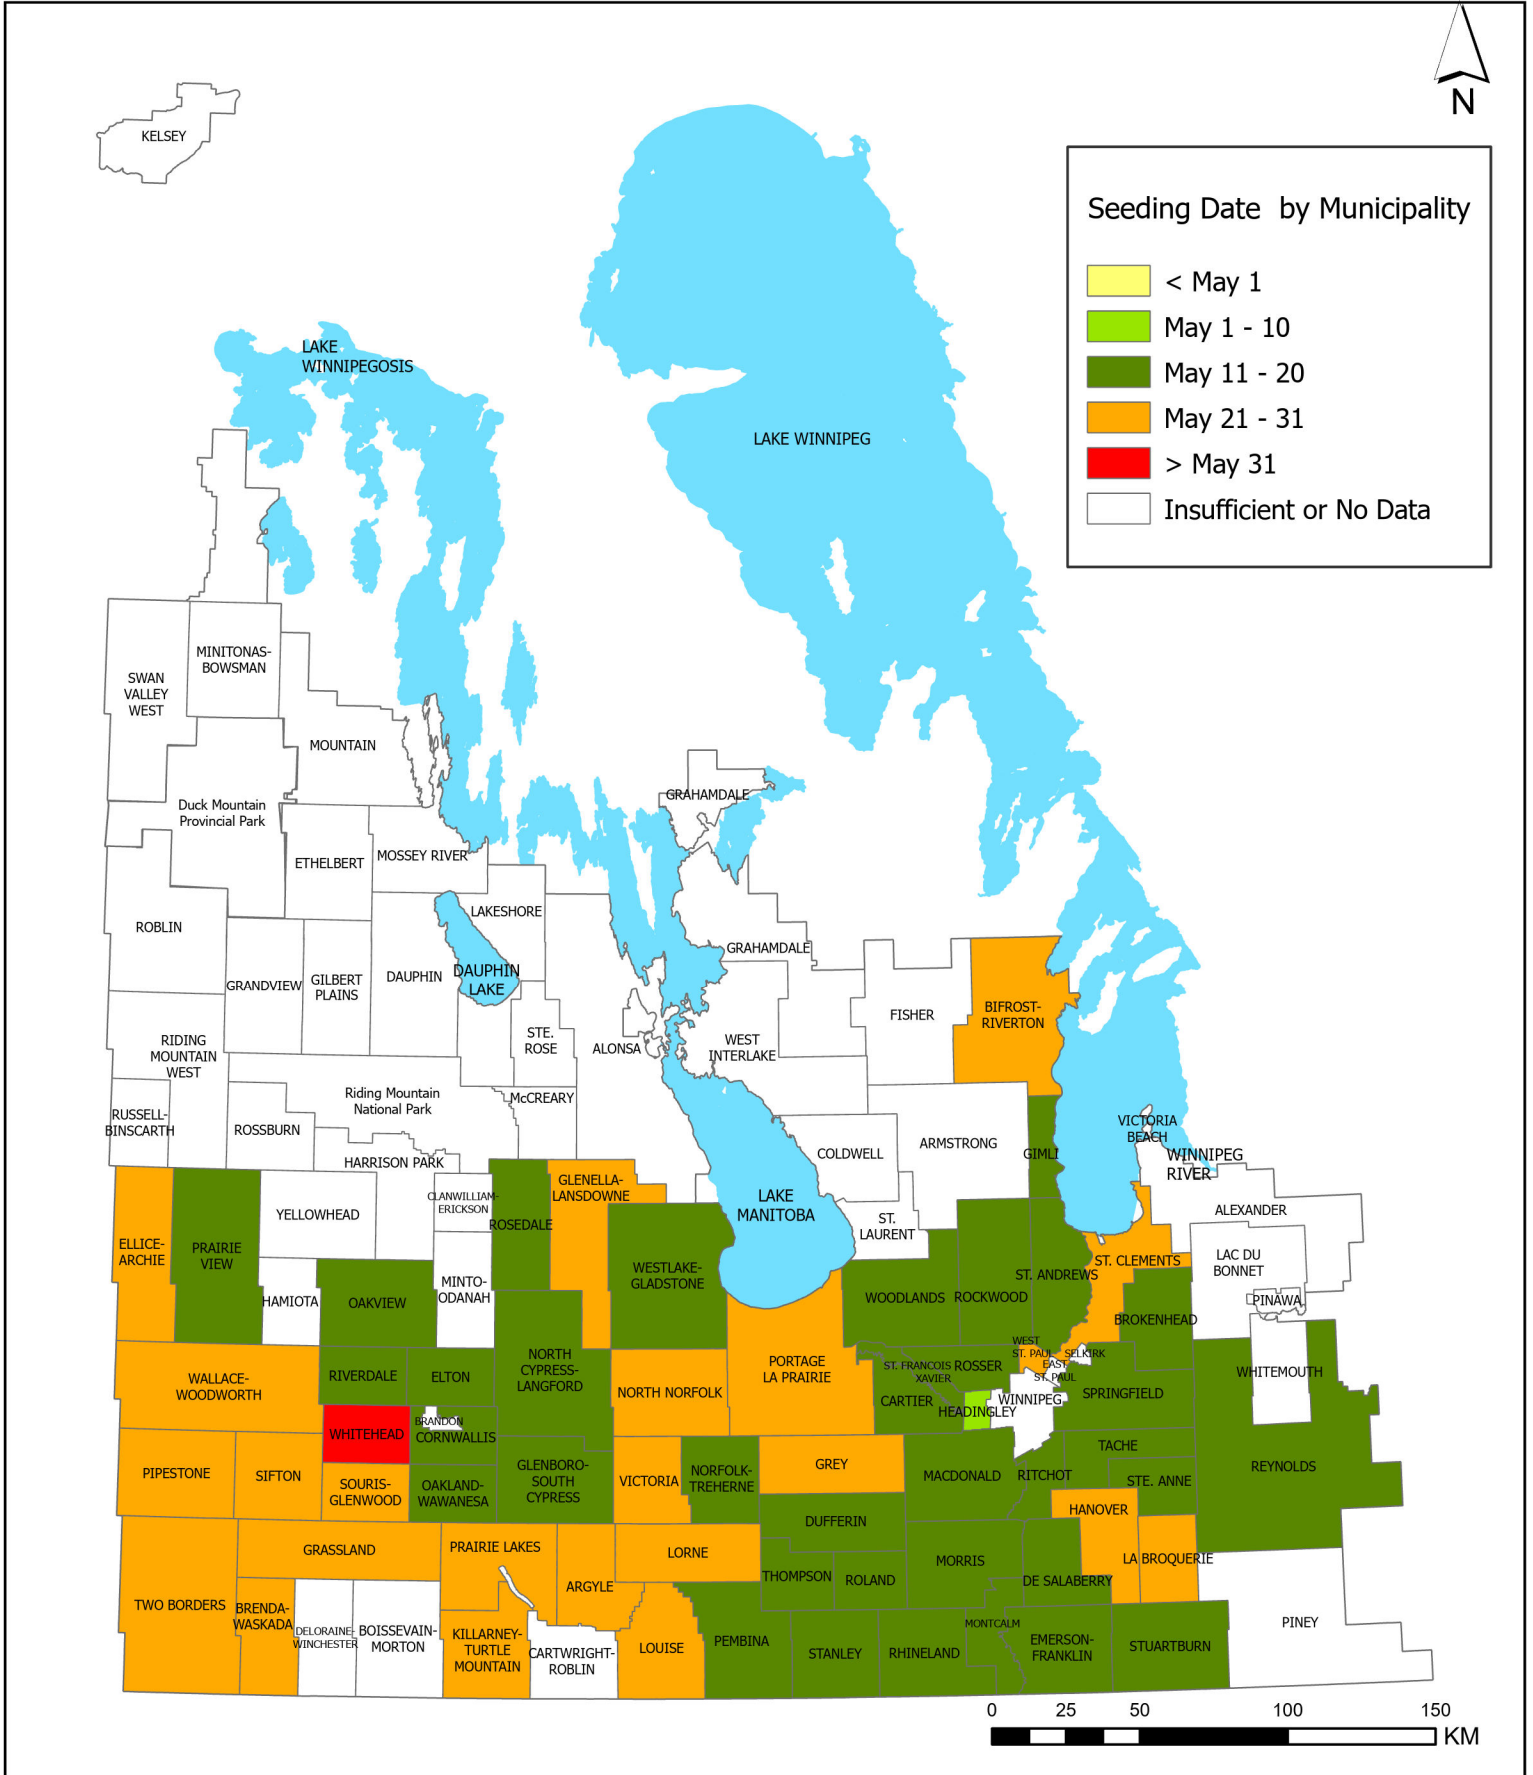 N
KELSEY
Seeding Date by Municipality
< May 1
May 1 - 10
May 11 - 20
May 21 - 31
> May 31
Insufficient or No Data
LAKE
WINNIPEGOSIS
LAKE WINNIPEG
MINITONAS-
BOWSMAN
SWAN
VALLEY
WEST
MOUNTAIN
Duck Mountain
Provincial Park
GRAHAMDALE
ETHELBERT
MOSSEY RIVER
ROBLIN
LAKESHORE
GRANDVIEW
GILBERT
PLAINS
DAUPHIN
DAUPHIN
LAKE
GRAHAMDALE
BIFROST-
RIVERTON
FISHER
RIDING
MOUNTAIN
WEST
STE.
ROSE
ALONSA
WEST
INTERLAKE
Riding Mountain
National Park
McCREARY
RUSSELL-
BINSCARTH
ROSSBURN
HARRISON PARK
COLDWELL
ARMSTRONG
GIMLI
VICTORIA
BEACH
WINNIPEG
RIVER
CLANWILLIAM-
ERICKSON
GLENELLA-
LANSDOWNE
YELLOWHEAD
ROSEDALE
LAKE
MANITOBA
ST.
LAURENT
ALEXANDER
ELLICE-
ARCHIE
PRAIRIE
VIEW
WESTLAKE-
GLADSTONE
ST. CLEMENTS
LAC DU
BONNET
ST. ANDREWS
HAMIOTA
OAKVIEW
MINTO-
ODANAH
WOODLANDS
ROCKWOOD
PINAWA
BROKENHEAD
WALLACE-
WOODWORTH
RIVERDALE
ELTON
NORTH
CYPRESS-
LANGFORD
NORTH NORFOLK
PORTAGE
LA PRAIRIE
ST. FRANCOIS
XAVIER
ROSSER
WEST
ST. PAUL
SELKIRK
EAST
ST. PAUL
WHITEMOUTH
CARTIER
HEADINGLEY
WINNIPEG
SPRINGFIELD
WHITEHEAD
BRANDON
CORNWALLIS
PIPESTONE
SIFTON
SOURIS-
GLENWOOD
OAKLAND-
WAWANESA
GLENBORO-
SOUTH
CYPRESS
VICTORIA
NORFOLK-
TREHERNE
GREY
MACDONALD
RITCHOT
TACHE
STE. ANNE
REYNOLDS
HANOVER
DUFFERIN
GRASSLAND
PRAIRIE LAKES
LORNE
MORRIS
LA BROQUERIE
ARGYLE
THOMPSON
ROLAND
DE SALABERRY
TWO BORDERS
BRENDA-
WASKADA
DELORAINE-
WINCHESTER
BOISSEVAIN-
MORTON
KILLARNEY-
TURTLE
MOUNTAIN
CARTWRIGHT-
ROBLIN
LOUISE
PEMBINA
STANLEY
RHINELAND
MONTCALM
EMERSON-
FRANKLIN
STUARTBURN
PINEY
0 25 50 100 150
KM